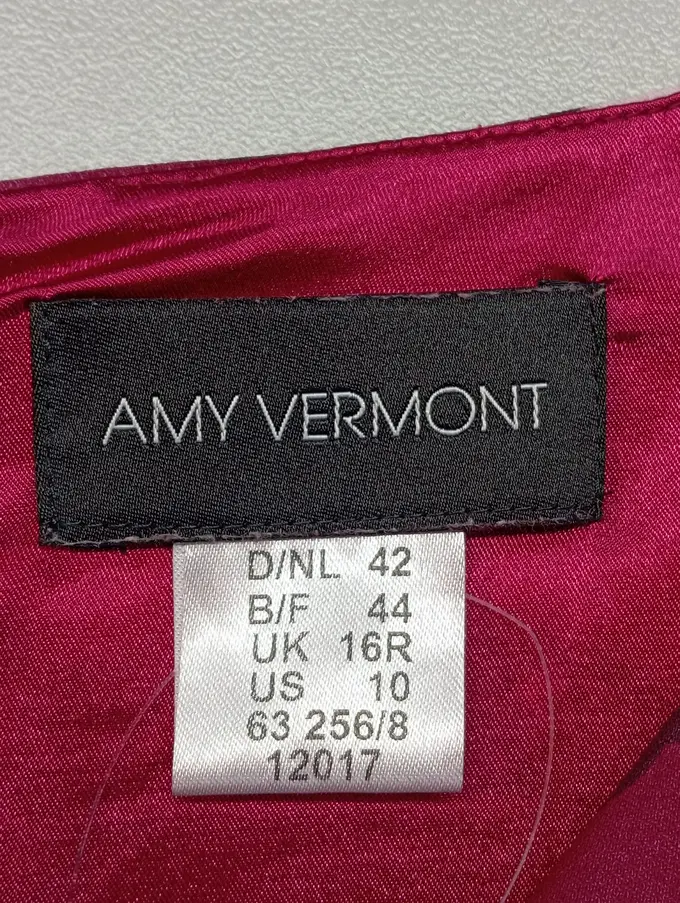 AMY VERMONT
D/NL 42
B/F 44
UK 16R
US 10
63 256/8
12017